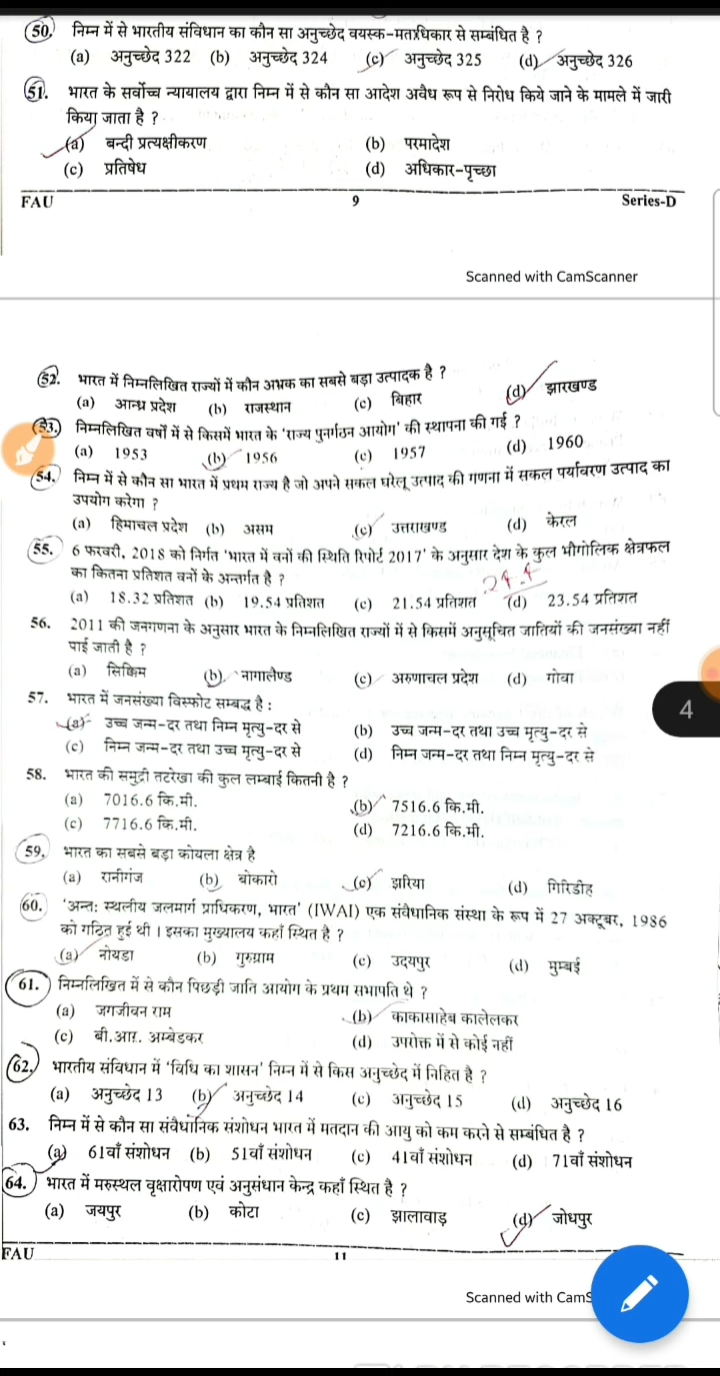 50. निम्न में से भारतीय संविधान का कौन सा अनुच्छेद वयस्क-मताधिकार से सम्बंधित है ?
(a) अनुच्छेद 322 (b) अनुच्छेद 324 (c) अनुच्छेद 325 (d) अनुच्छेद 326
51. भारत के सर्वोच्च न्यायालय द्वारा निम्न में से कौन सा आदेश अवैध रूप से निरोध किये जाने के मामले में जारी
किया जाता है ?
(a) बन्दी प्रत्यक्षीकरण (b) परमादेश
(c) प्रतिषेध (d) अधिकार-पृच्छा
FAU 9 Series-D
Scanned with CamScanner
52. भारत में निम्नलिखित राज्यों में कौन अभ्रक का सबसे बड़ा उत्पादक है ?
(a) आन्ध्र प्रदेश (b) राजस्थान (c) बिहार (d) झारखण्ड
53. निम्नलिखित वर्षों में से किसमें भारत के 'राज्य पुनर्गठन आयोग' की स्थापना की गई ?
(a) 1953 (b) 1956 (c) 1957 (d) 1960
54. निम्न में से कौन सा भारत में प्रथम राज्य है जो अपने सकल घरेलू उत्पाद की गणना में सकल पर्यावरण उत्पाद का
उपयोग करेगा ?
(a) हिमाचल प्रदेश (b) असम (c) उत्तराखण्ड (d) केरल
55. 6 फरवरी, 2018 को निर्गत 'भारत में वनों की स्थिति रिपोर्ट 2017' के अनुसार देश के कुल भौगोलिक क्षेत्रफल
का कितना प्रतिशत वनों के अन्तर्गत है ?
(a) 18.32 प्रतिशत (b) 19.54 प्रतिशत (c) 21.54 प्रतिशत (d) 23.54 प्रतिशत
56. 2011 की जनगणना के अनुसार भारत के निम्नलिखित राज्यों में से किसमें अनुसूचित जातियों की जनसंख्या नहीं
पाई जाती है ?
(a) सिक्किम (b) नागालैण्ड (c) अरुणाचल प्रदेश (d) गोवा
4
57. भारत में जनसंख्या विस्फोट सम्बद्ध है :
(a) उच्च जन्म-दर तथा निम्न मृत्यु-दर से (b) उच्च जन्म-दर तथा उच्च मृत्यु-दर से
(c) निम्न जन्म-दर तथा उच्च मृत्यु-दर से (d) निम्न जन्म-दर तथा निम्न मृत्यु-दर से
58. भारत की समुद्री तटरेखा की कुल लम्बाई कितनी है ?
(a) 7016.6 कि.मी. (b) 7516.6 कि.मी.
(c) 7716.6 कि.मी. (d) 7216.6 कि.मी.
59. भारत का सबसे बड़ा कोयला क्षेत्र है
(a) रानीगंज (b) बोकारो (c) झरिया (d) गिरिडीह
60. 'अन्त: स्थलीय जलमार्ग प्राधिकरण, भारत' (IWAI) एक संवैधानिक संस्था के रूप में 27 अक्टूबर, 1986
को गठित हुई थी । इसका मुख्यालय कहाँ स्थित है ?
(a) नोयडा (b) गुरुग्राम (c) उदयपुर (d) मुम्बई
61. निम्नलिखित में से कौन पिछड़ी जाति आयोग के प्रथम सभापति थे ?
(a) जगजीवन राम (b) काकासाहेब कालेलकर
(c) बी.आर. अम्बेडकर (d) उपरोक्त में से कोई नहीं
62. भारतीय संविधान में 'विधि का शासन' निम्न में से किस अनुच्छेद में निहित है ?
(a) अनुच्छेद 13 (b) अनुच्छेद 14 (c) अनुच्छेद 15 (d) अनुच्छेद 16
63. निम्न में से कौन सा संवैधानिक संशोधन भारत में मतदान की आयु को कम करने से सम्बंधित है ?
(a) 61वाँ संशोधन (b) 51वाँ संशोधन (c) 41वाँ संशोधन (d) 71वाँ संशोधन
64. भारत में मरुस्थल वृक्षारोपण एवं अनुसंधान केन्द्र कहाँ स्थित है ?
(a) जयपुर (b) कोटा (c) झालावाड़ (d) जोधपुर
FAU 11
Scanned with CamS